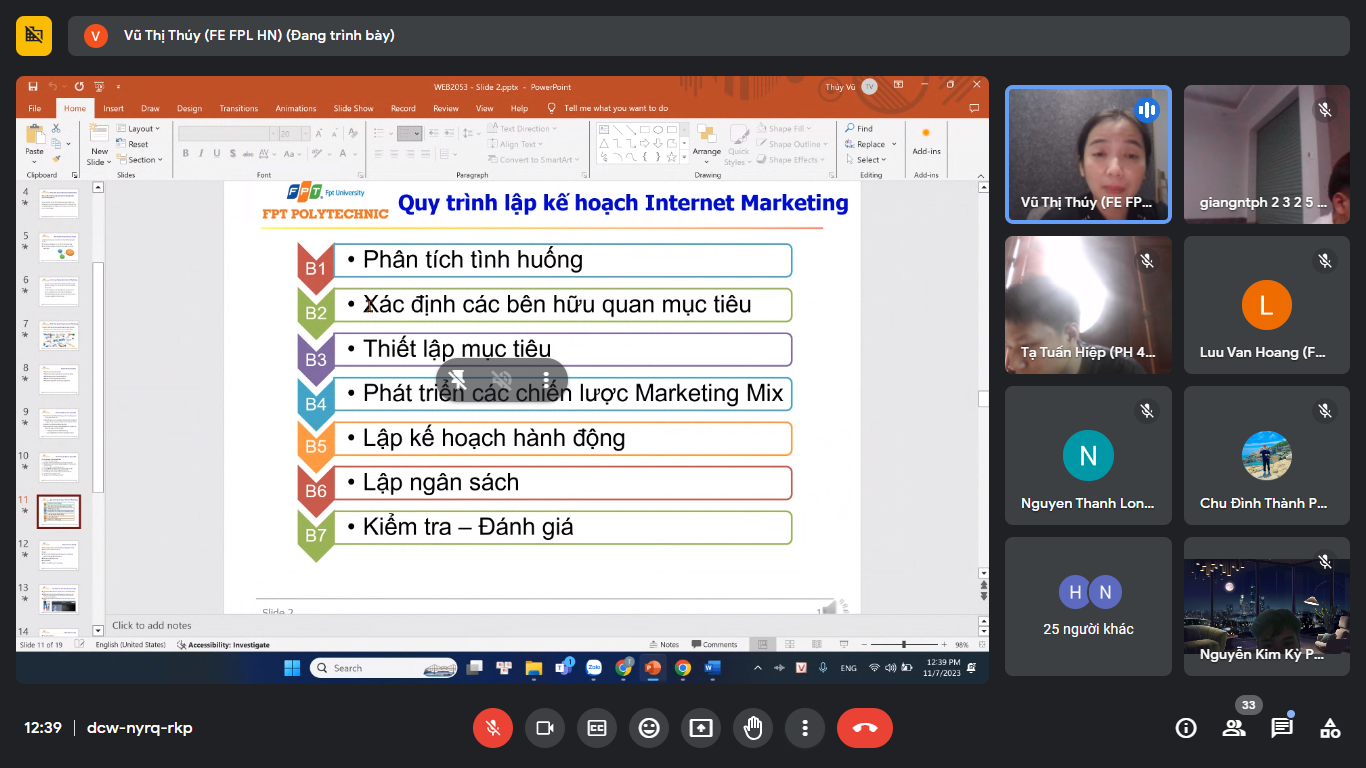 V Vũ Thị Thúy (FE FPL HN) (Đang trình bày)
WEB2053 - Slide 2.pptx - PowerPoint
Thúy Vũ TV
File Home Insert Draw Design Transitions Animations Slide Show Record Review View Help Tell me what you want to do
Paste
Clipboard
New Slide
Layout
Reset
Section
Slides
20
B I U S abc AV Aa A
Font
Text Direction
Align Text
Convert to SmartArt
Paragraph
Arrange
Quick Styles
Shape Fill
Shape Outline
Shape Effects
Drawing
Find
Replace
Select
Editing
Add-ins
Add-ins
4
5
6
7
8
9
10
11
12
13
14
FPT Fpt University
FPT POLYTECHNIC
Quy trình lập kế hoạch Internet Marketing
B1 • Phân tích tình huống
B2 • Xác định các bên hữu quan mục tiêu
B3 • Thiết lập mục tiêu
B4 • Phát triển các chiến lược Marketing Mix
B5 • Lập kế hoạch hành động
B6 • Lập ngân sách
B7 • Kiểm tra – Đánh giá
Slide 2
Click to add notes
Slide 11 of 19 English (United States) Accessibility: Investigate Notes Comments 98%
Search
Zalo
ENG
12:39 PM
11/7/2023
Vũ Thị Thúy (FE FP...
giangntph 2 3 2 5 ...
Tạ Tuấn Hiệp (PH 4...
L
Luu Van Hoang (F...
N
Nguyen Thanh Lon...
Chu Đình Thành P...
H N
25 người khác
Nguyễn Kim Kỳ P...
12:39 | dcw-nyrq-rkp
33